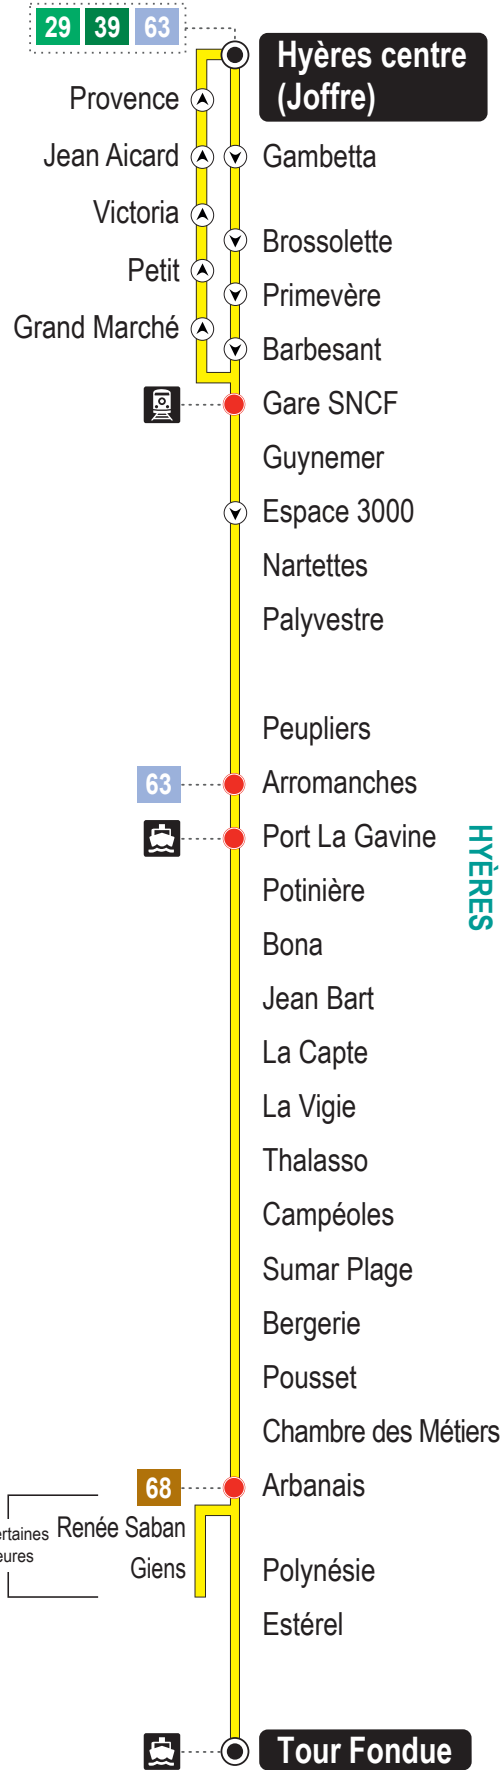 29 39 63
Hyères centre
(Joffre)
Provence
Jean Aicard
Gambetta
Victoria
Brossolette
Petit
Primevère
Grand Marché
Barbesant
Gare SNCF
Guynemer
Espace 3000
Nartettes
Palyvestre
Peupliers
63
Arromanches
Port La Gavine
HYÈRES
Potinière
Bona
Jean Bart
La Capte
La Vigie
Thalasso
Campéoles
Sumar Plage
Bergerie
Pousset
Chambre des Métiers
68
Arbanais
ertaines
eures
Renée Saban
Giens
Polynésie
Estérel
Tour Fondue